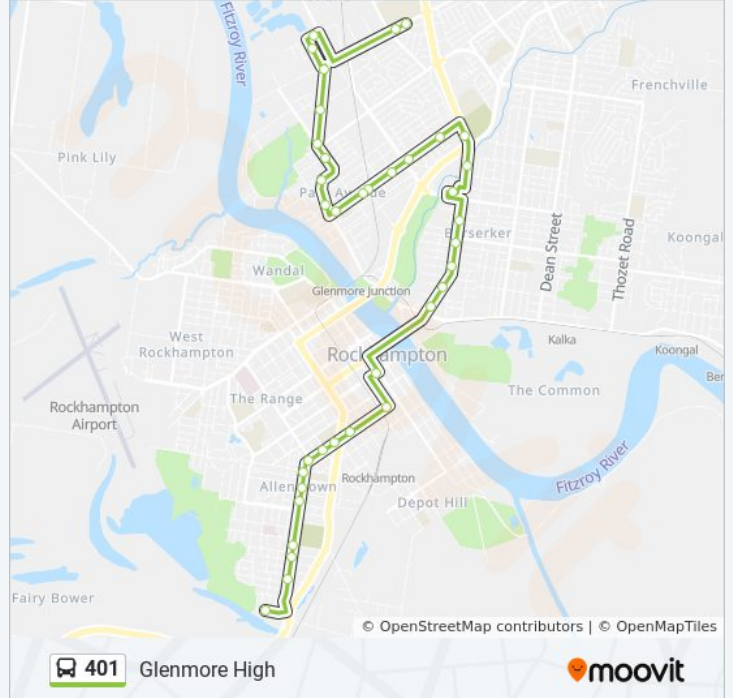 Fitzroy River
Frenchville
Pink Lily
Park Avenue
Berserker
Dean Street
Thozet Road
Koongal
Wandal
Glenmore Junction
West
Rockhampton
Rockhampton
Kalka
Koongal
The Common
Ber
The Range
Rockhampton
Airport
Fitzroy River
Rockhampton
Allenstown
Depot Hill
Fairy Bower
© OpenStreetMap contributors | © OpenMapTiles
401 Glenmore High
moovit